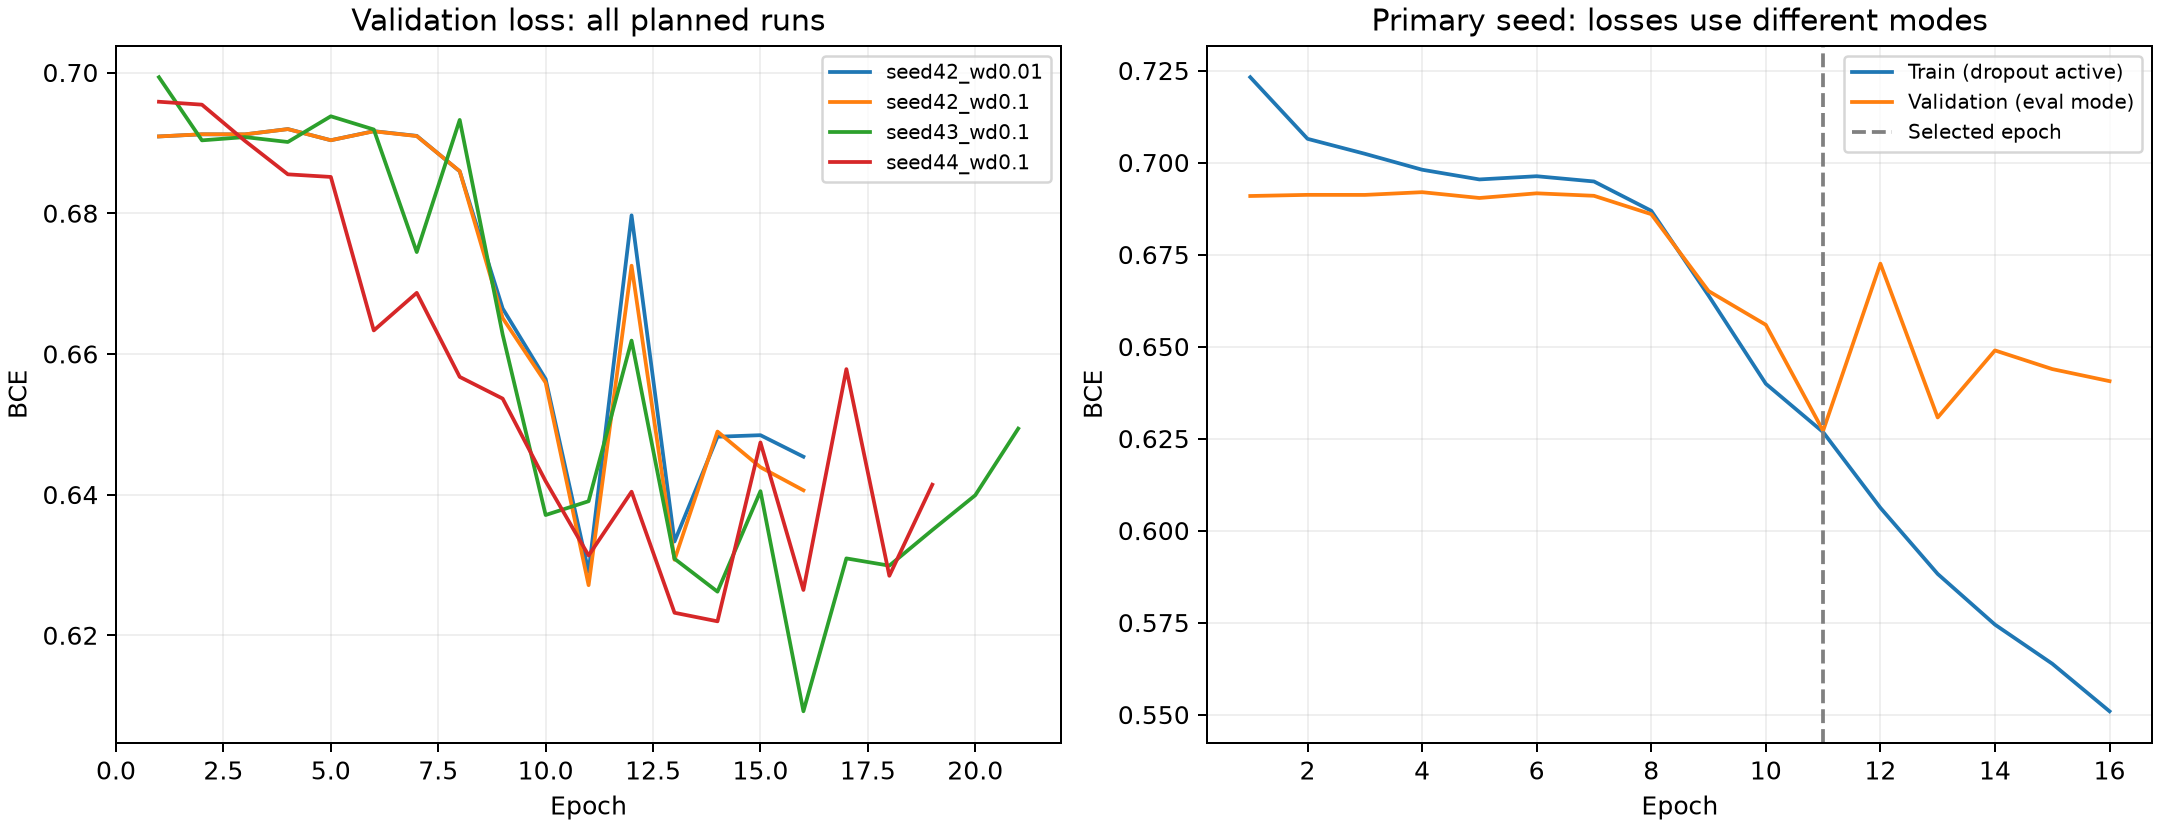 Validation loss: all planned runs
0.70
0.68
0.66
0.64
0.62
BCE
seed42_wd0.01
seed42_wd0.1
seed43_wd0.1
seed44_wd0.1
0.0 2.5 5.0 7.5 10.0 12.5 15.0 17.5 20.0
Epoch
Primary seed: losses use different modes
0.725
0.700
0.675
0.650
0.625
0.600
0.575
0.550
BCE
Train (dropout active)
Validation (eval mode)
Selected epoch
2 4 6 8 10 12 14 16
Epoch